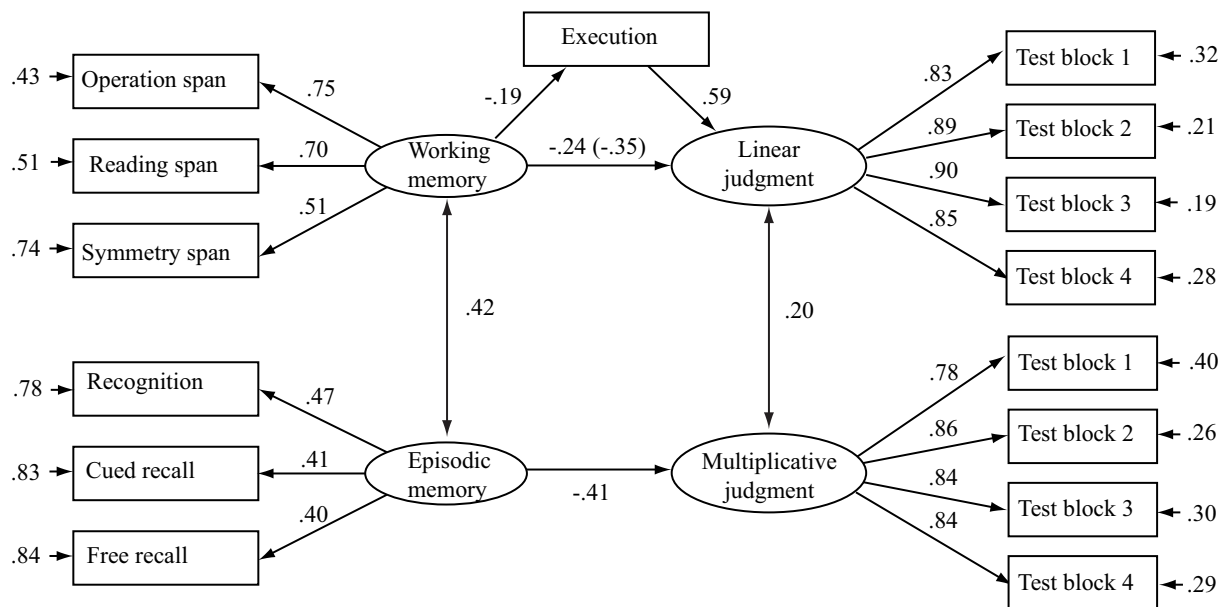 Execution
.43
Operation span
.75
-.19
.59
.83
Test block 1
.32
.51
Reading span
.70
Working
memory
-.24 (-.35)
Linear
judgment
.89
Test block 2
.21
.90
Test block 3
.19
.74
Symmetry span
.51
.85
Test block 4
.28
.42
.20
.78
Recognition
.47
.78
Test block 1
.40
.83
Cued recall
.41
Episodic
memory
-.41
Multiplicative
judgment
.86
Test block 2
.26
.84
Test block 3
.30
.84
Free recall
.40
.84
Test block 4
.29